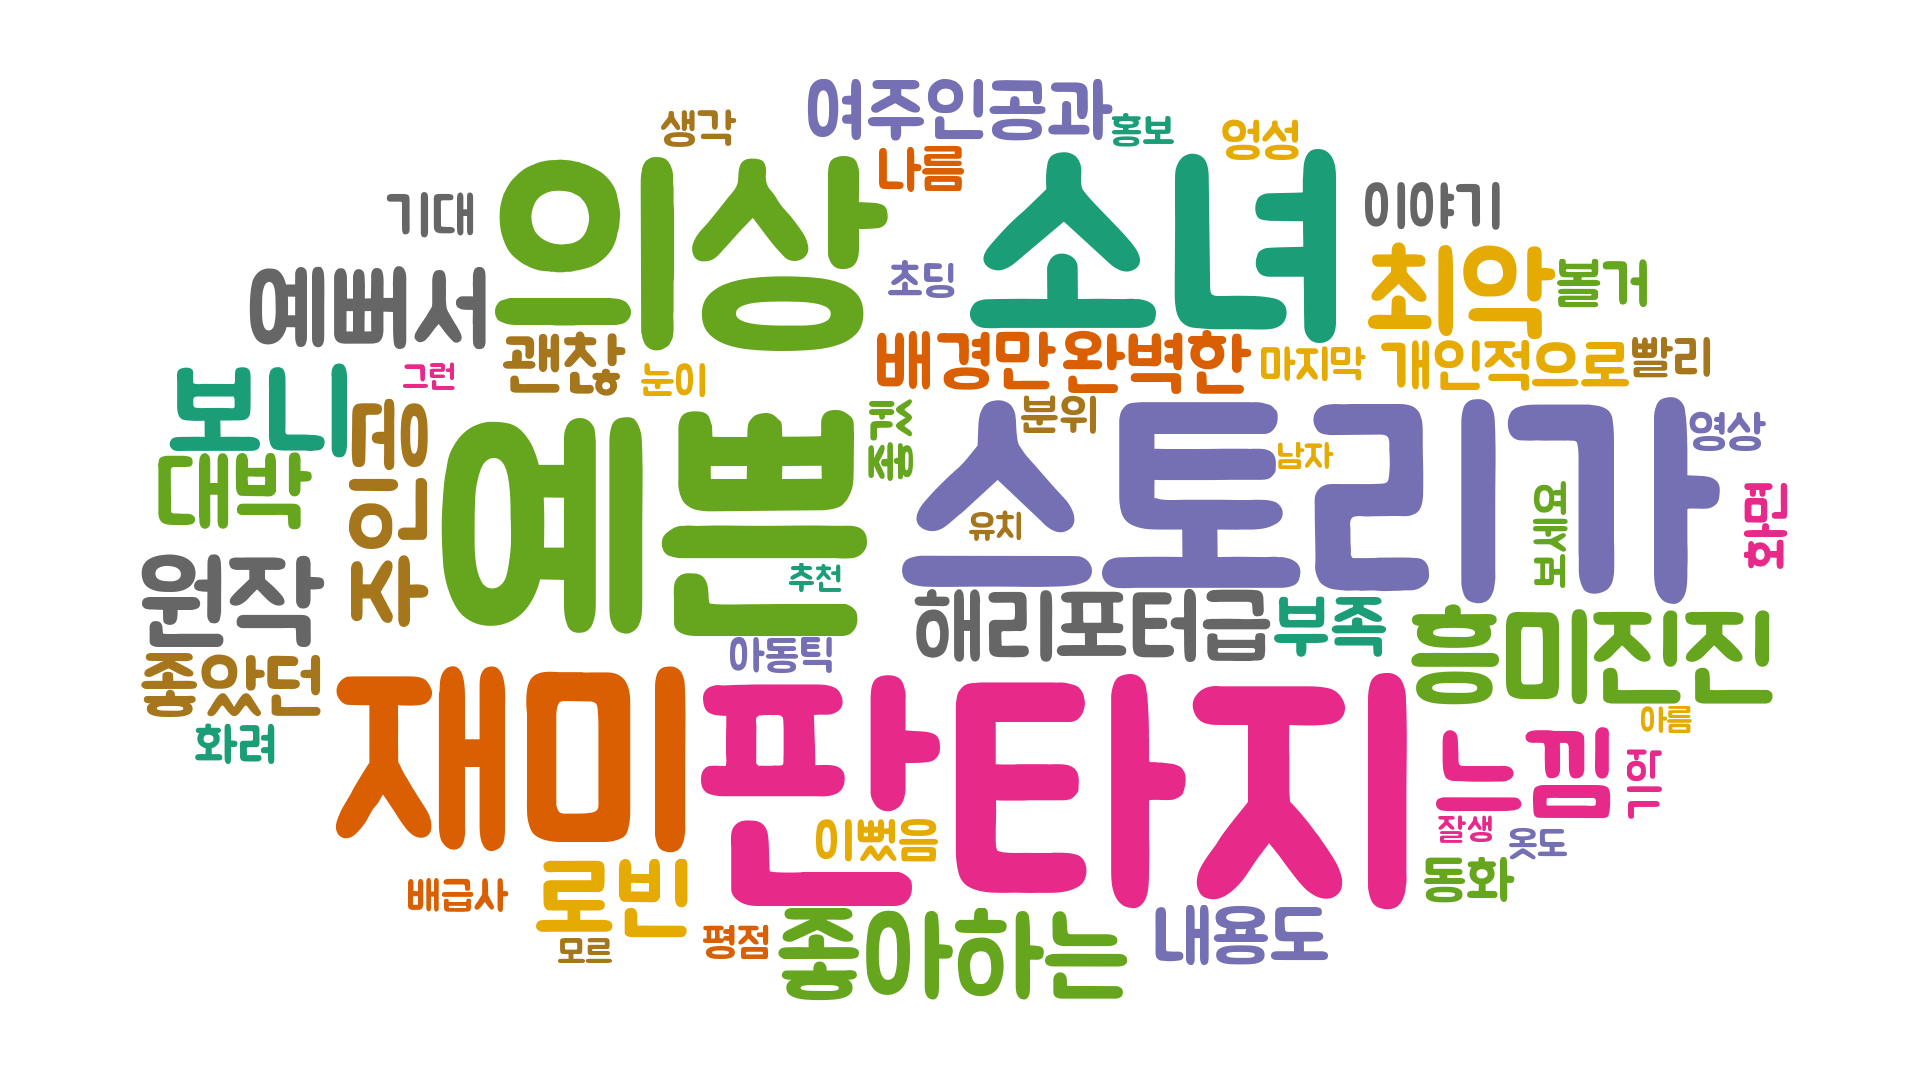 여주인공과
생각
홍보
엉성
나름
의상
소녀
기대
이야기
예뻐서
초딩
최악
볼거
괜찮
배경만
완벽한
마지막
개인적으로
빨리
보니
그런
눈이
주인공
예쁜
스토리가
분위
영상
대박
남자
유치
화면
원작
추천
해리포터급
부족
흥미진진
좋았던
아동틱
화려
재미
판타지
아름
느낌
이뻤음
잘생
옷도
동화
배급사
로빈
모르
평점
좋아하는
내용도